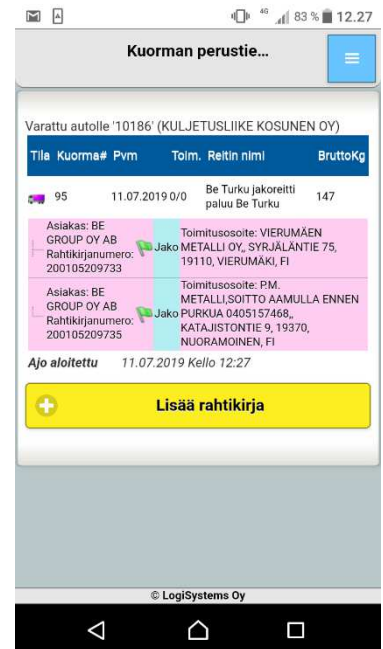 4G 83 % 12.27
Kuorman perustie...
Varattu autolle '10186' (KULJETUSLIIKE KOSUNEN OY)
Tila Kuorma# Pvm Toim. Reitin nimi BruttoKg
95 11.07.2019 0/0 Be Turku jakoreitti paluu Be Turku 147
Asiakas: BE
GROUP OY AB
Rahtikirjanumero:
200105209733
Jako
Toimitusosoite: VIERUMÄEN
METALLI OY,, SYRJÄLÄNTIE 75,
19110, VIERUMÄKI, FI
Asiakas: BE
GROUP OY AB
Rahtikirjanumero:
200105209735
Jako
Toimitusosoite: P.M.
METALLI,SOITTO AAMULLA ENNEN
PURKUA 0405157468,,
KATAJISTONTIE 9, 19370,
NUORAMOINEN, FI
Ajo aloitettu 11.07.2019 Kello 12:27
Lisää rahtikirja
© LogiSystems Oy